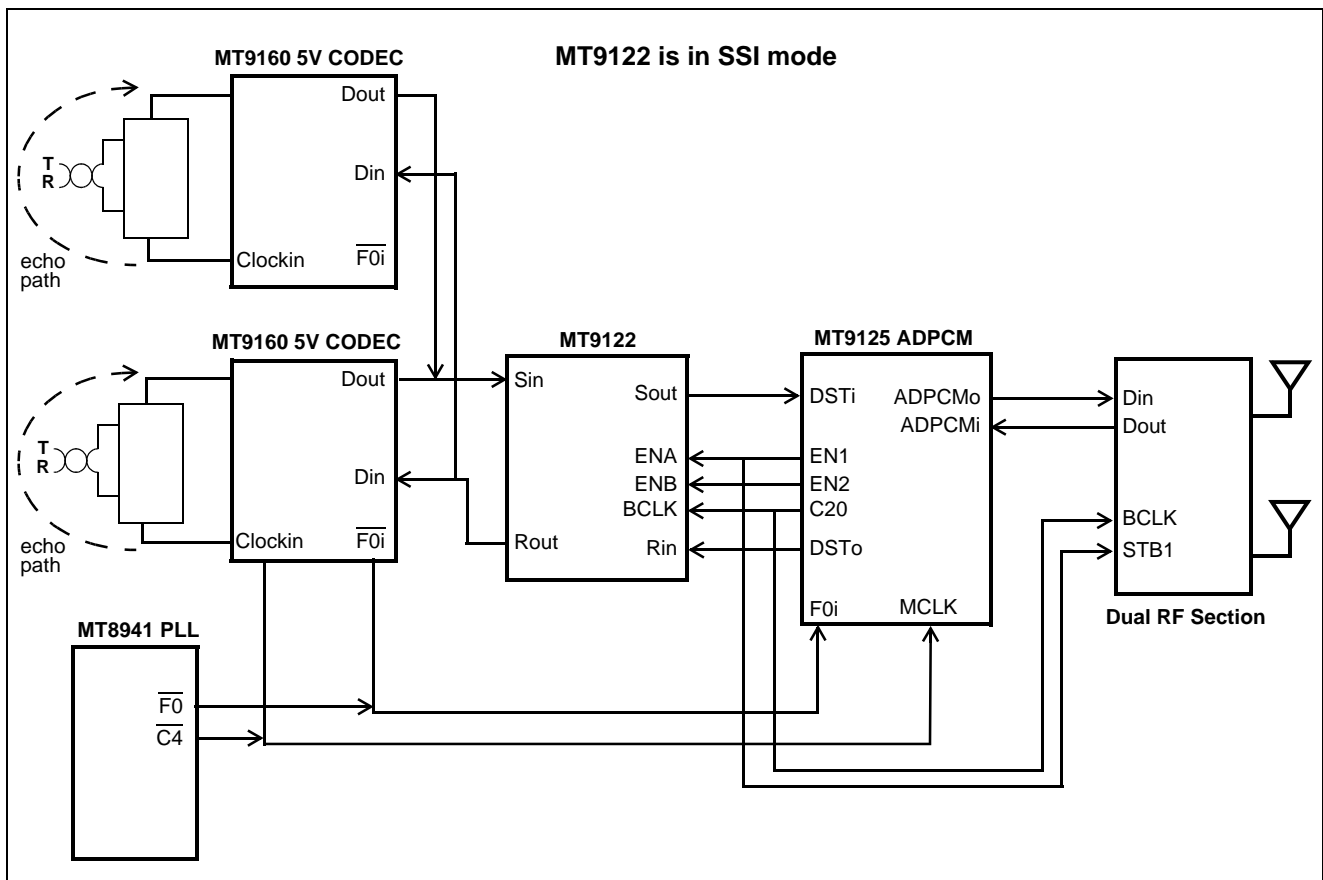 MT9122 is in SSI mode
MT9160 5V CODEC
Dout
Din
F0i
Clockin
T
R
echo
path
MT9160 5V CODEC
Dout
Din
F0i
Clockin
T
R
echo
path
MT9122
Sin
Sout
ENA
ENB
BCLK
Rin
Rout
MT9125 ADPCM
DSTi
ADPCMo
ADPCMi
EN1
EN2
C20
DSTo
F0i
MCLK
Din
Dout
BCLK
STB1
Dual RF Section
MT8941 PLL
F0
C4